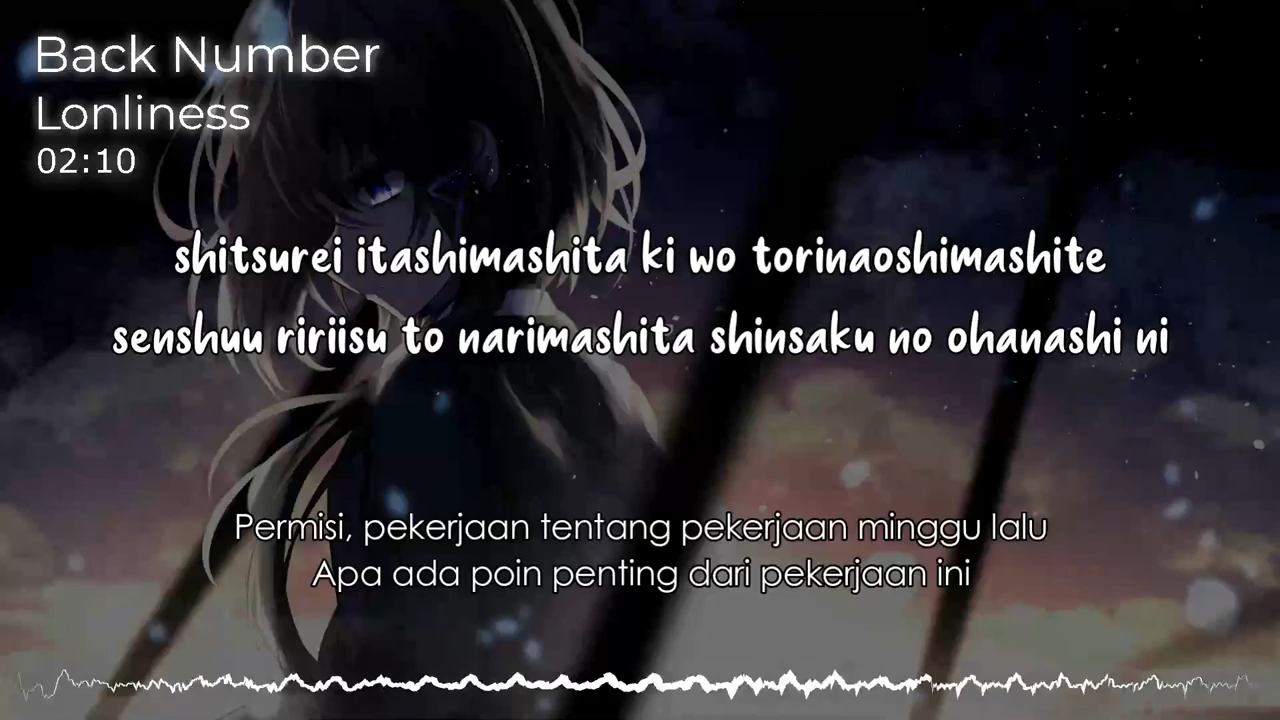 Back Number
Lonliness
02:10
shitsurei itashimashita ki wo torinaoshimashite
senshuu ririisu to narimashita shinsaku no ohanashi ni
Permisi, pekerjaan tentang pekerjaan minggu lalu
Apa ada poin penting dari pekerjaan ini